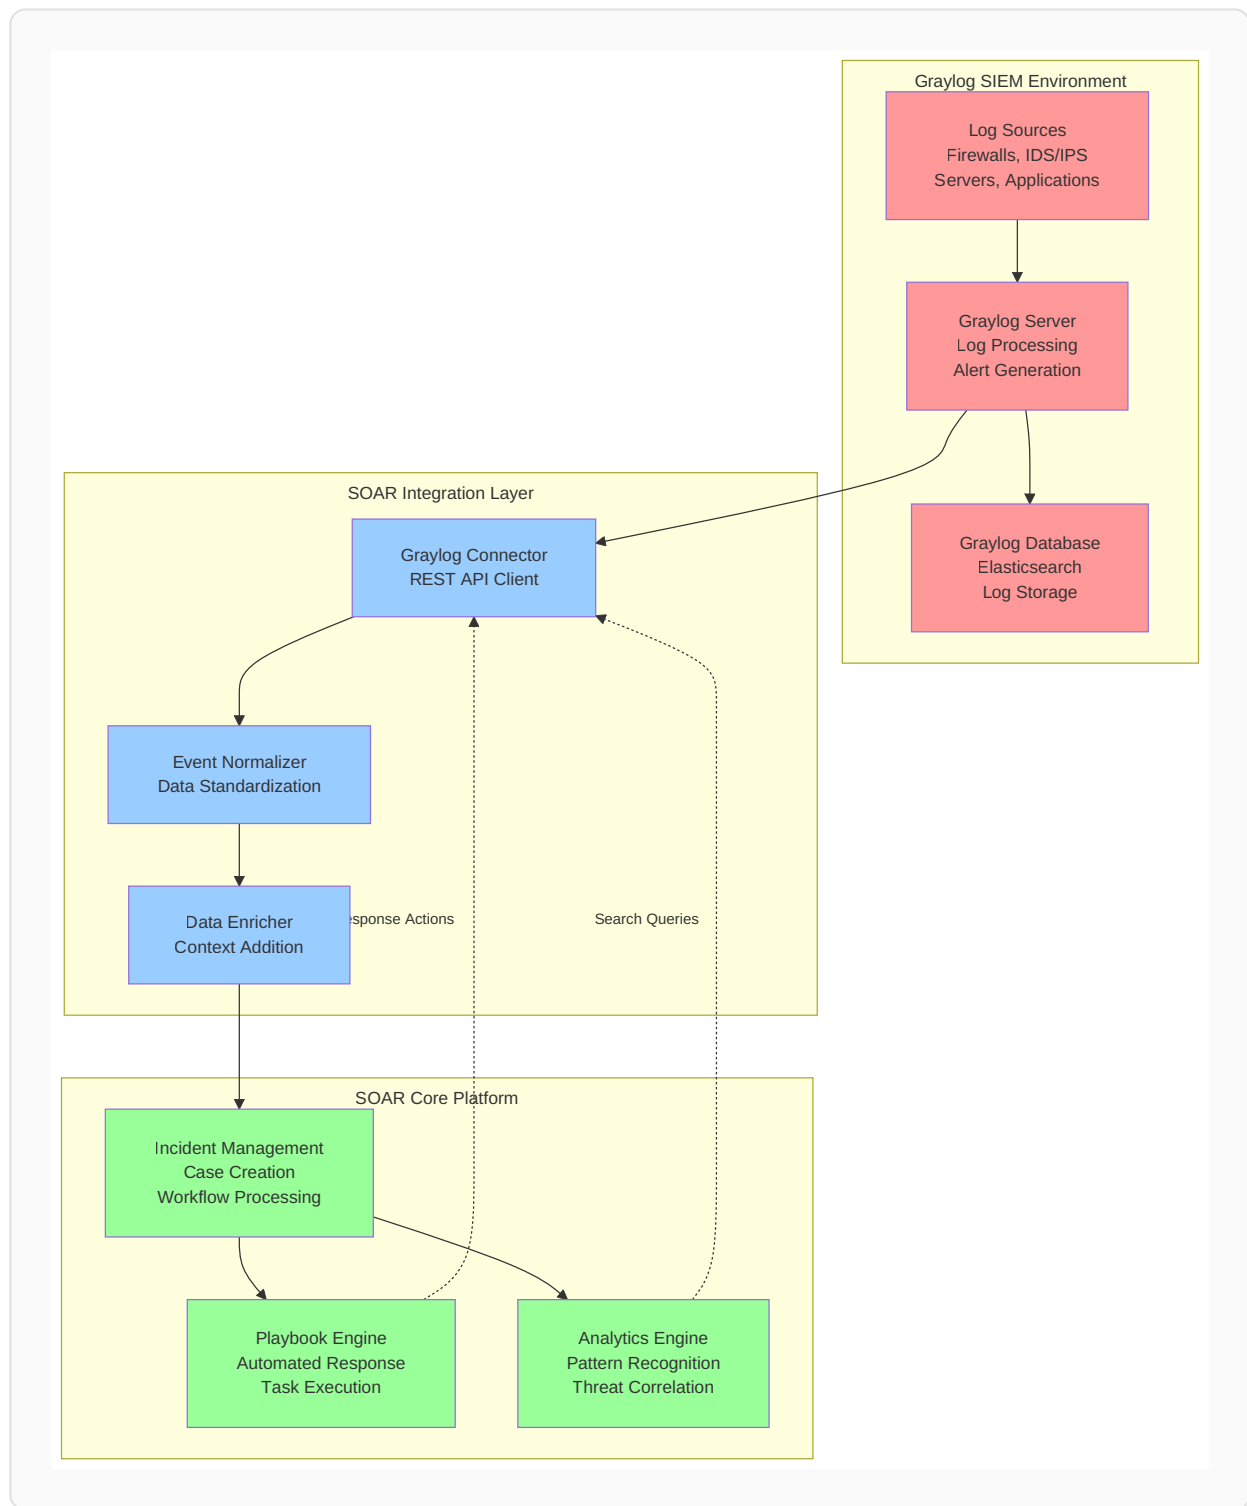 Graylog SIEM Environment
Log Sources
Firewalls, IDS/IPS
Servers, Applications
Graylog Server
Log Processing
Alert Generation
Graylog Database
Elasticsearch
Log Storage
SOAR Integration Layer
Graylog Connector
REST API Client
Event Normalizer
Data Standardization
Data Enricher
Context Addition
Actions
Search Queries
SOAR Core Platform
Incident Management
Case Creation
Workflow Processing
Playbook Engine
Automated Response
Task Execution
Analytics Engine
Pattern Recognition
Threat Correlation